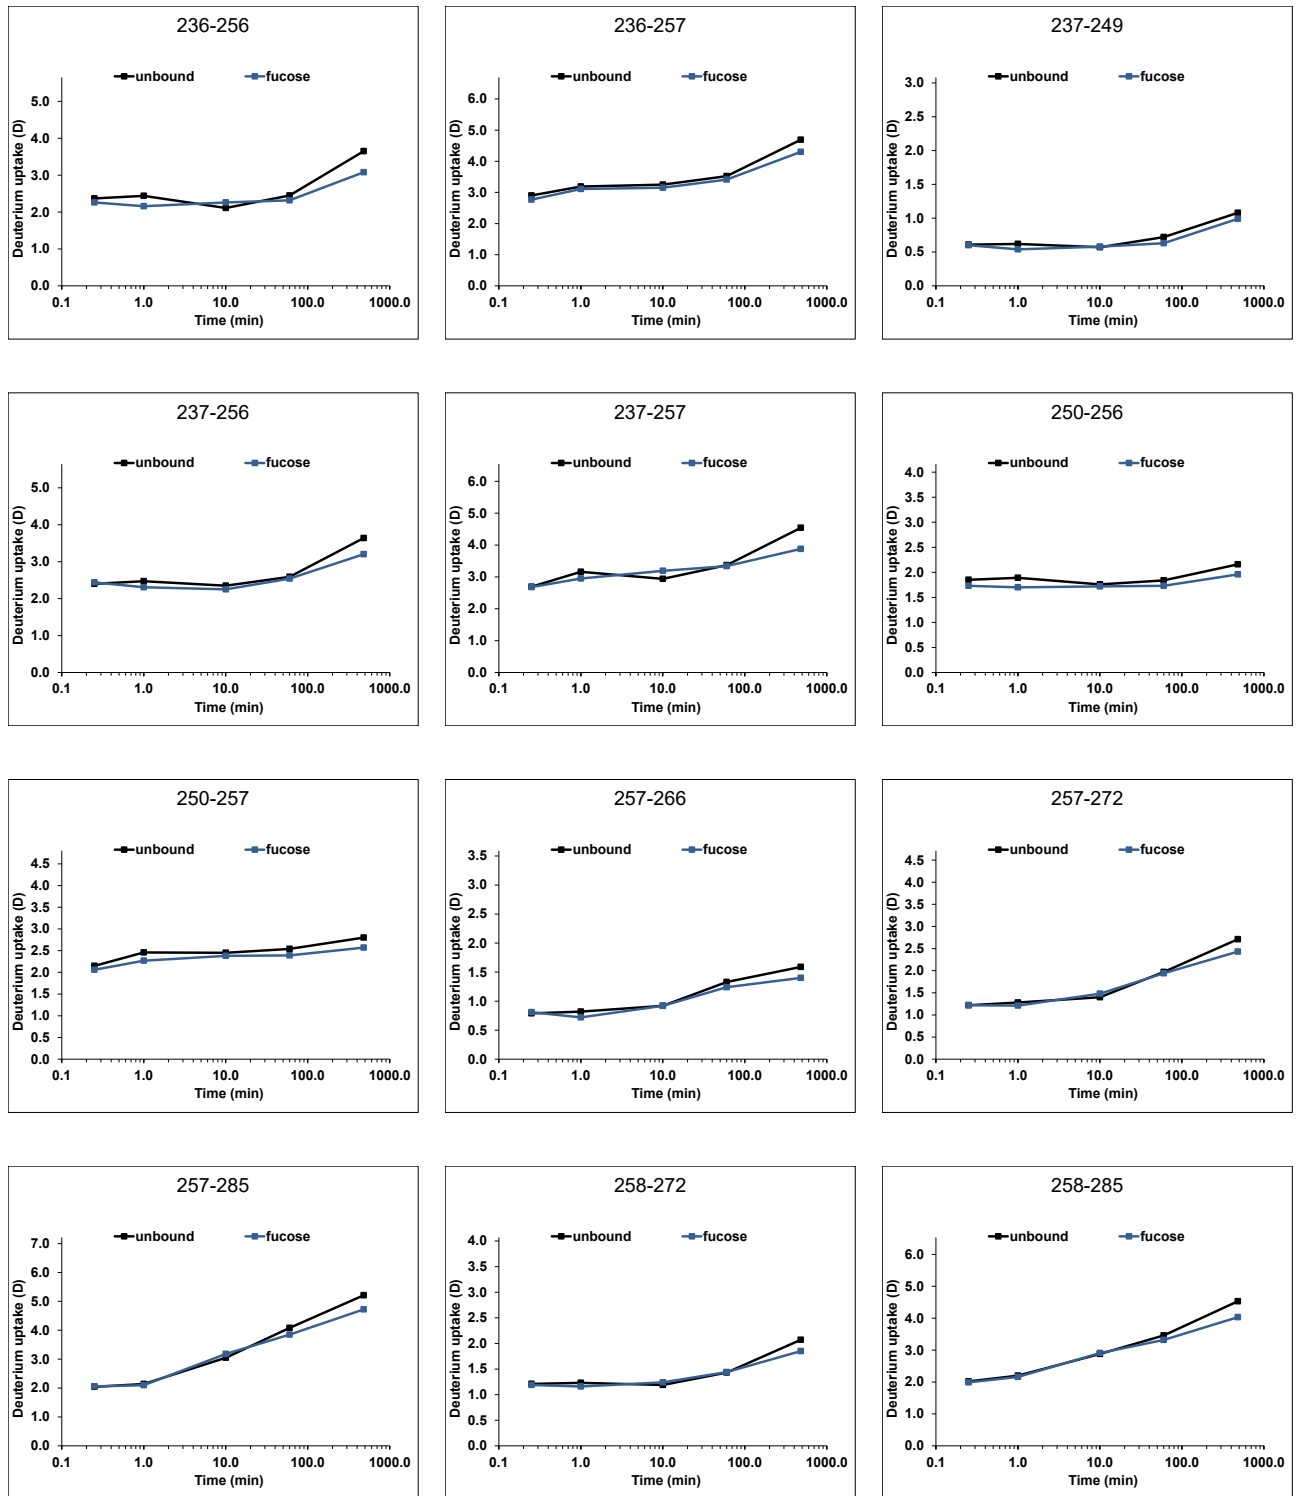 236-256
unbound fucose
Deuterium uptake (D)
5.0
4.0
3.0
2.0
1.0
0.0
0.1 1.0 10.0 100.0 1000.0
Time (min)
236-257
unbound fucose
Deuterium uptake (D)
6.0
5.0
4.0
3.0
2.0
1.0
0.0
0.1 1.0 10.0 100.0 1000.0
Time (min)
237-249
unbound fucose
Deuterium uptake (D)
3.0
2.5
2.0
1.5
1.0
0.5
0.0
0.1 1.0 10.0 100.0 1000.0
Time (min)
237-256
unbound fucose
Deuterium uptake (D)
5.0
4.0
3.0
2.0
1.0
0.0
0.1 1.0 10.0 100.0 1000.0
Time (min)
237-257
unbound fucose
Deuterium uptake (D)
6.0
5.0
4.0
3.0
2.0
1.0
0.0
0.1 1.0 10.0 100.0 1000.0
Time (min)
250-256
unbound fucose
Deuterium uptake (D)
4.0
3.5
3.0
2.5
2.0
1.5
1.0
0.5
0.0
0.1 1.0 10.0 100.0 1000.0
Time (min)
250-257
unbound fucose
Deuterium uptake (D)
4.5
4.0
3.5
3.0
2.5
2.0
1.5
1.0
0.5
0.0
0.1 1.0 10.0 100.0 1000.0
Time (min)
257-266
unbound fucose
Deuterium uptake (D)
3.5
3.0
2.5
2.0
1.5
1.0
0.5
0.0
0.1 1.0 10.0 100.0 1000.0
Time (min)
257-272
unbound fucose
Deuterium uptake (D)
4.5
4.0
3.5
3.0
2.5
2.0
1.5
1.0
0.5
0.0
0.1 1.0 10.0 100.0 1000.0
Time (min)
257-285
unbound fucose
Deuterium uptake (D)
7.0
6.0
5.0
4.0
3.0
2.0
1.0
0.0
0.1 1.0 10.0 100.0 1000.0
Time (min)
258-272
unbound fucose
Deuterium uptake (D)
4.0
3.5
3.0
2.5
2.0
1.5
1.0
0.5
0.0
0.1 1.0 10.0 100.0 1000.0
Time (min)
258-285
unbound fucose
Deuterium uptake (D)
6.0
5.0
4.0
3.0
2.0
1.0
0.0
0.1 1.0 10.0 100.0 1000.0
Time (min)